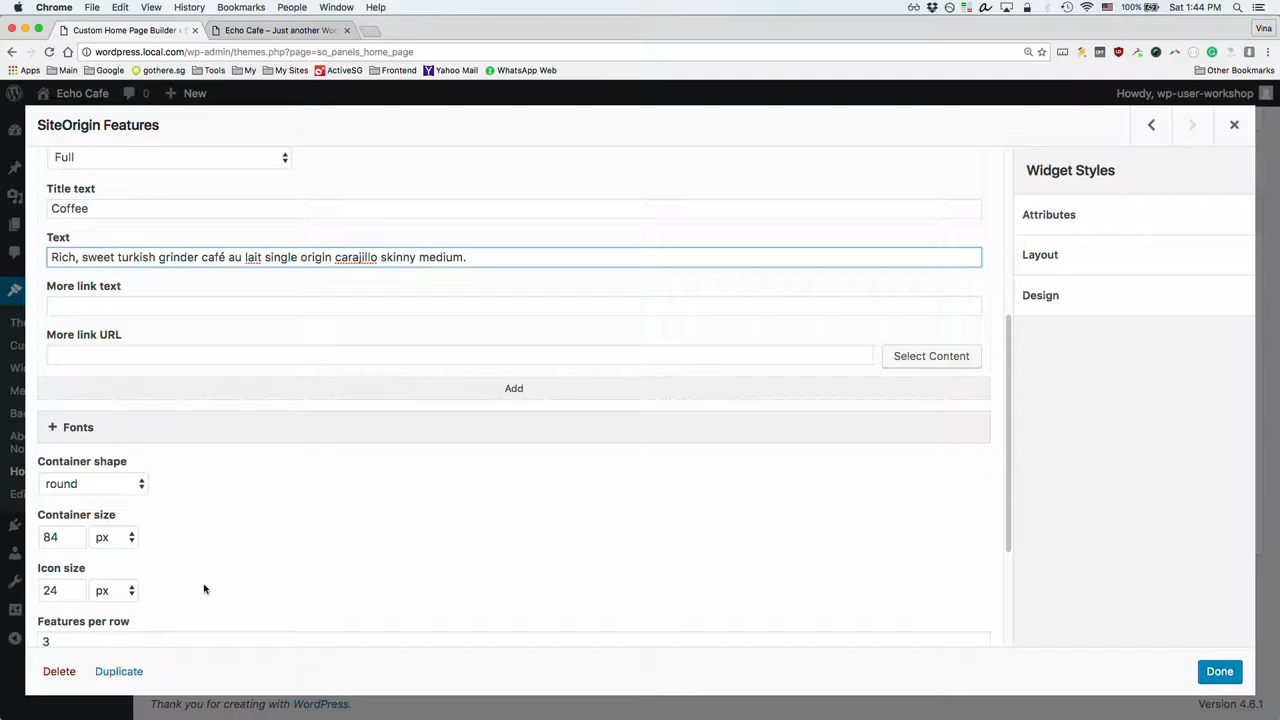 Chrome File Edit View History Bookmarks People Window Help 100% Sat 1:44 PM
Custom Home Page Builder ‹ Echo Cafe – Just another Wor Vina
wordpress.local.com/wp-admin/themes.php?page=so_panels_home_page
Apps Main Google gothere.sg Tools My My Sites ActiveSG Frontend Yahoo Mail WhatsApp Web Other Bookmarks
Echo Cafe 0 New Howdy, wp-user-workshop
SiteOrigin Features
Full
Widget Styles
Title text
Coffee
Attributes
Text
Rich, sweet turkish grinder café au lait single origin carajillo skinny medium.
Layout
More link text
Design
More link URL
Select Content
Add
Fonts
Container shape
round
Container size
84 px
Icon size
24 px
Features per row
3
Delete Duplicate Done
Thank you for creating with WordPress. Version 4.6.1